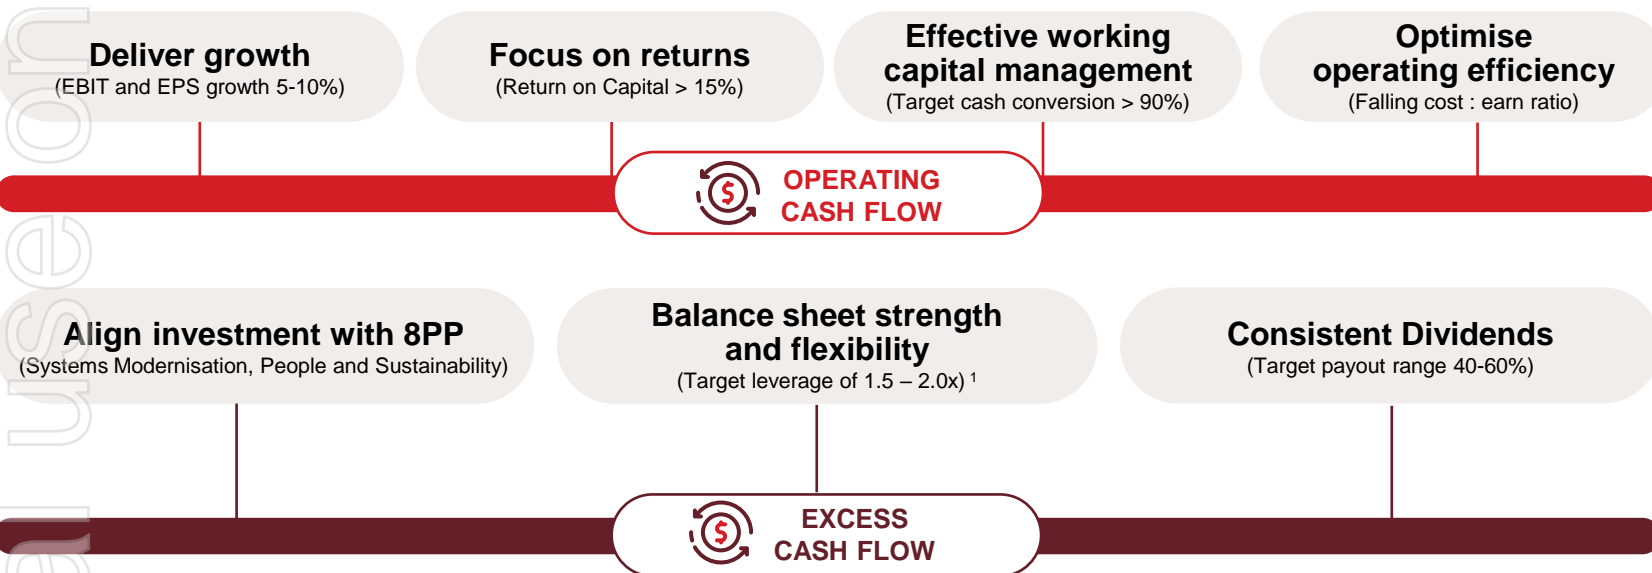 Deliver growth
(EBIT and EPS growth 5-10%)
Focus on returns
(Return on Capital > 15%)
Effective working
capital management
(Target cash conversion > 90%)
Optimise
operating efficiency
(Falling cost : earn ratio)
OPERATING
CASH FLOW
Align investment with 8PP
(Systems Modernisation, People and Sustainability)
Balance sheet strength
and flexibility
(Target leverage of 1.5 – 2.0x) ¹
Consistent Dividends
(Target payout range 40-60%)
EXCESS
CASH FLOW
al use on